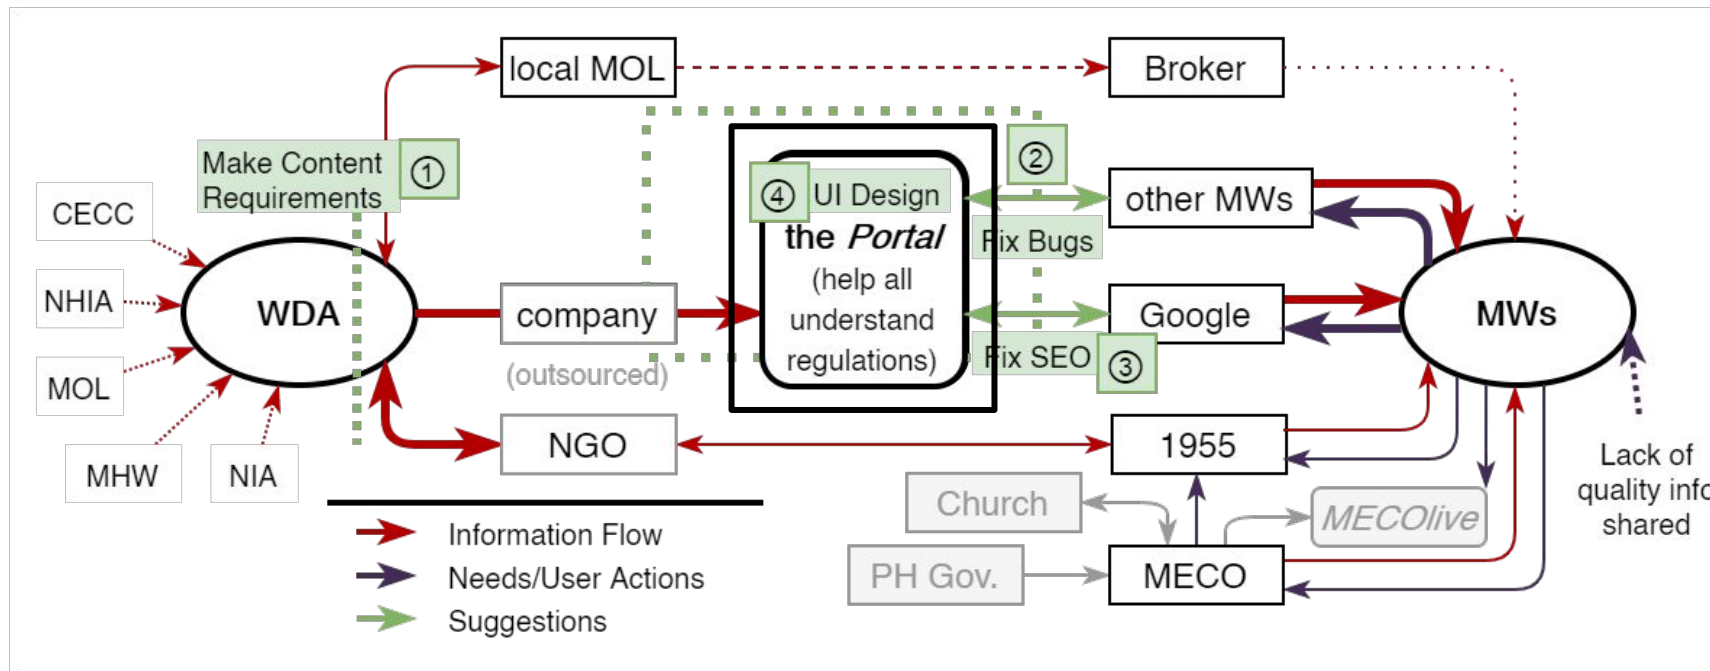 local MOL
Broker
Make Content
Requirements
①
②
④
UI Design
other MWs
CECC
the Portal
Fix Bugs
(help all
understand
regulations)
NHIA
WDA
company
(outsourced)
Google
MWs
Fix SEO
③
MOL
MHW
NIA
NGO
1955
Lack of
quality info
shared
Church
MECOlive
PH Gov.
MECO
Information Flow
Needs/User Actions
Suggestions